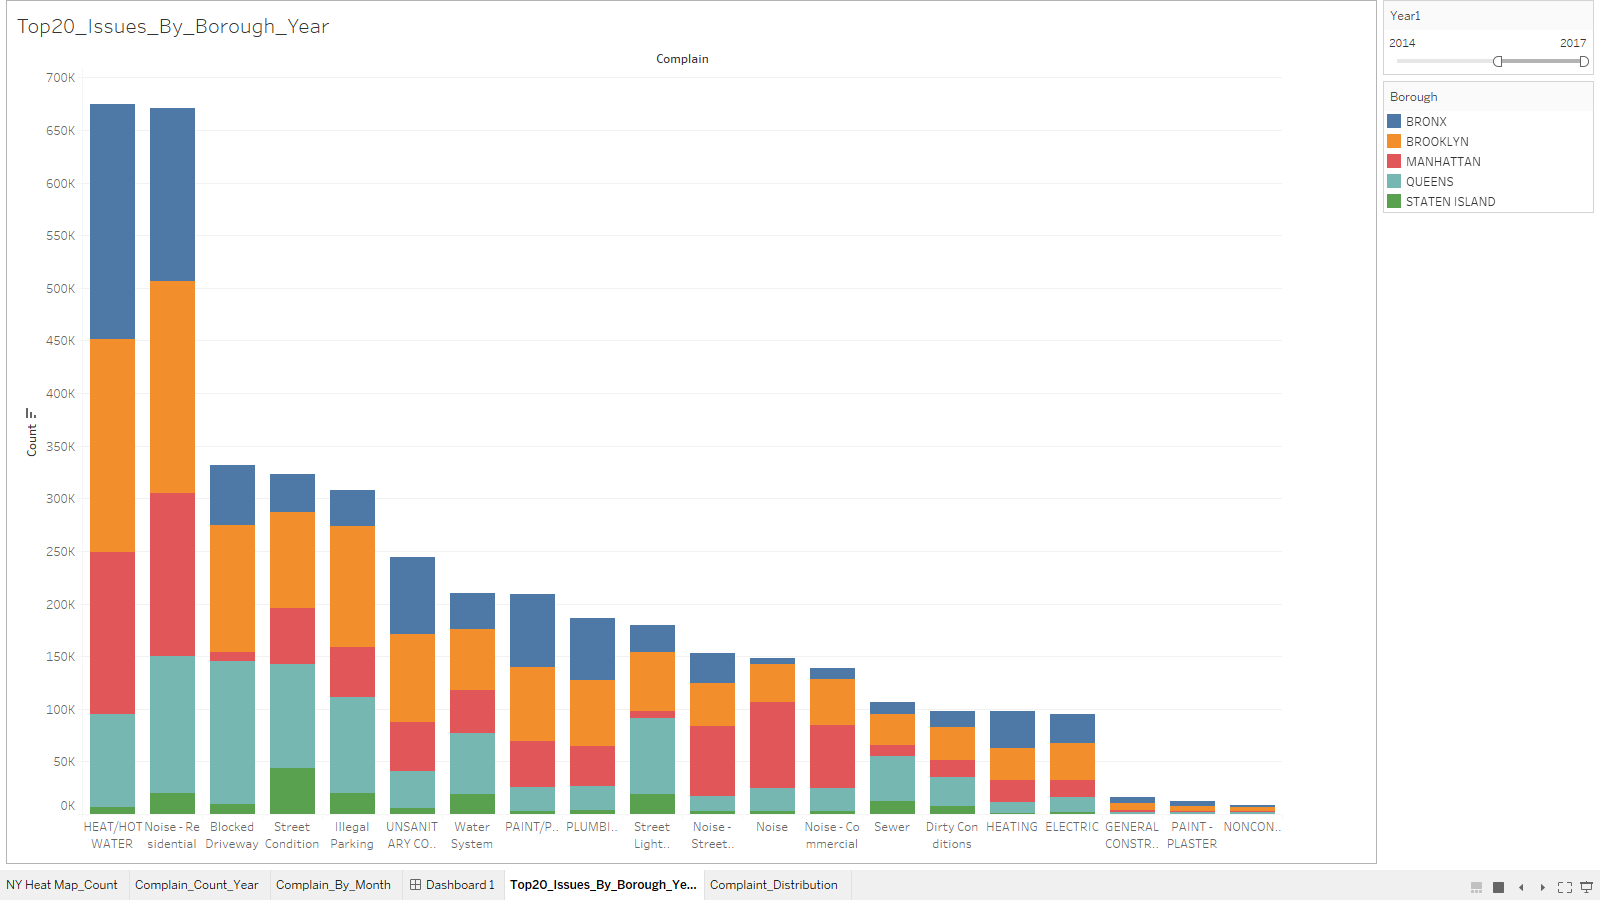 Top20_Issues_By_Borough_Year
Complain
700K
650K
600K
550K
500K
450K
400K
350K
300K
250K
200K
150K
100K
50K
0K
Count
HEAT/HOT
WATER
Noise - Re
sidential
Blocked
Driveway
Street
Condition
Illegal
Parking
UNSANIT
ARY CO..
Water
System
PAINT/P..
PLUMBI..
Street
Light..
Noise -
Street..
Noise
Noise - Co
mmercial
Sewer
Dirty Con
ditions
HEATING
ELECTRIC
GENERAL
CONSTR..
PAINT -
PLASTER
NONCON..
Year1
2014 2017
Borough
BRONX
BROOKLYN
MANHATTAN
QUEENS
STATEN ISLAND
NY Heat Map_Count Complain_Count_Year Complain_By_Month Dashboard 1 Top20_Issues_By_Borough_Ye... Complaint_Distribution